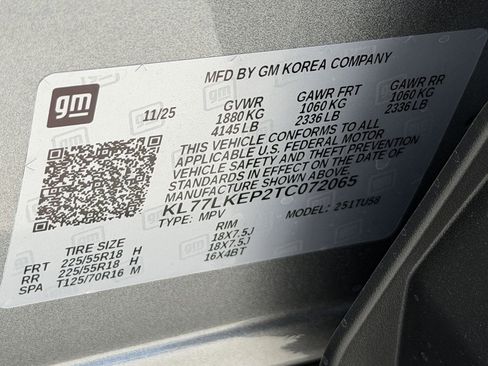 MFD BY GM KOREA COMPANY
gm
11/25
GVWR GAWR FRT GAWR RR
1880 KG 1060 KG 1060 KG
4145 LB 2336 LB 2336 LB
THIS VEHICLE CONFORMS TO ALL
APPLICABLE U.S. FEDERAL MOTOR
VEHICLE SAFETY AND THEFT PREVENTION
STANDARDS IN EFFECT ON THE DATE OF
MANUFACTURE SHOWN ABOVE.
KL77LKEP2TC072065
TYPE: MPV MODEL: 251TU58
TIRE SIZE RIM
FRT 225/55R18 H 18X7.5J
RR 225/55R18 H 18X7.5J
SPA T125/70R16 M 16X4BT